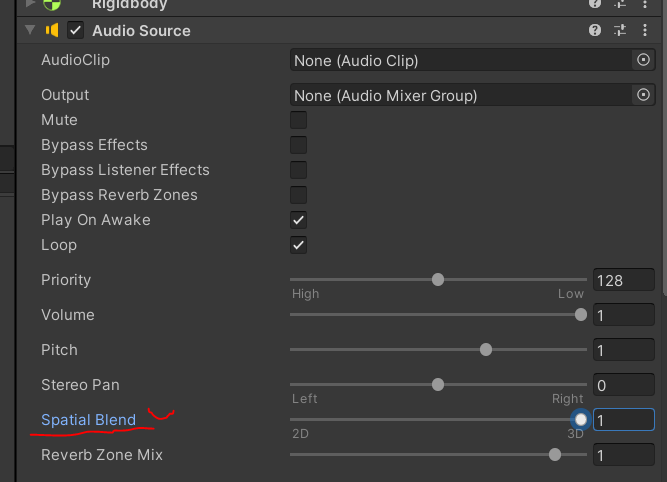 Rigidbody
Audio Source
AudioClip None (Audio Clip)
Output None (Audio Mixer Group)
Mute
Bypass Effects
Bypass Listener Effects
Bypass Reverb Zones
Play On Awake
Loop
Priority 128
High Low
Volume 1
Pitch 1
Stereo Pan 0
Left Right
Spatial Blend 1
2D 3D
Reverb Zone Mix 1